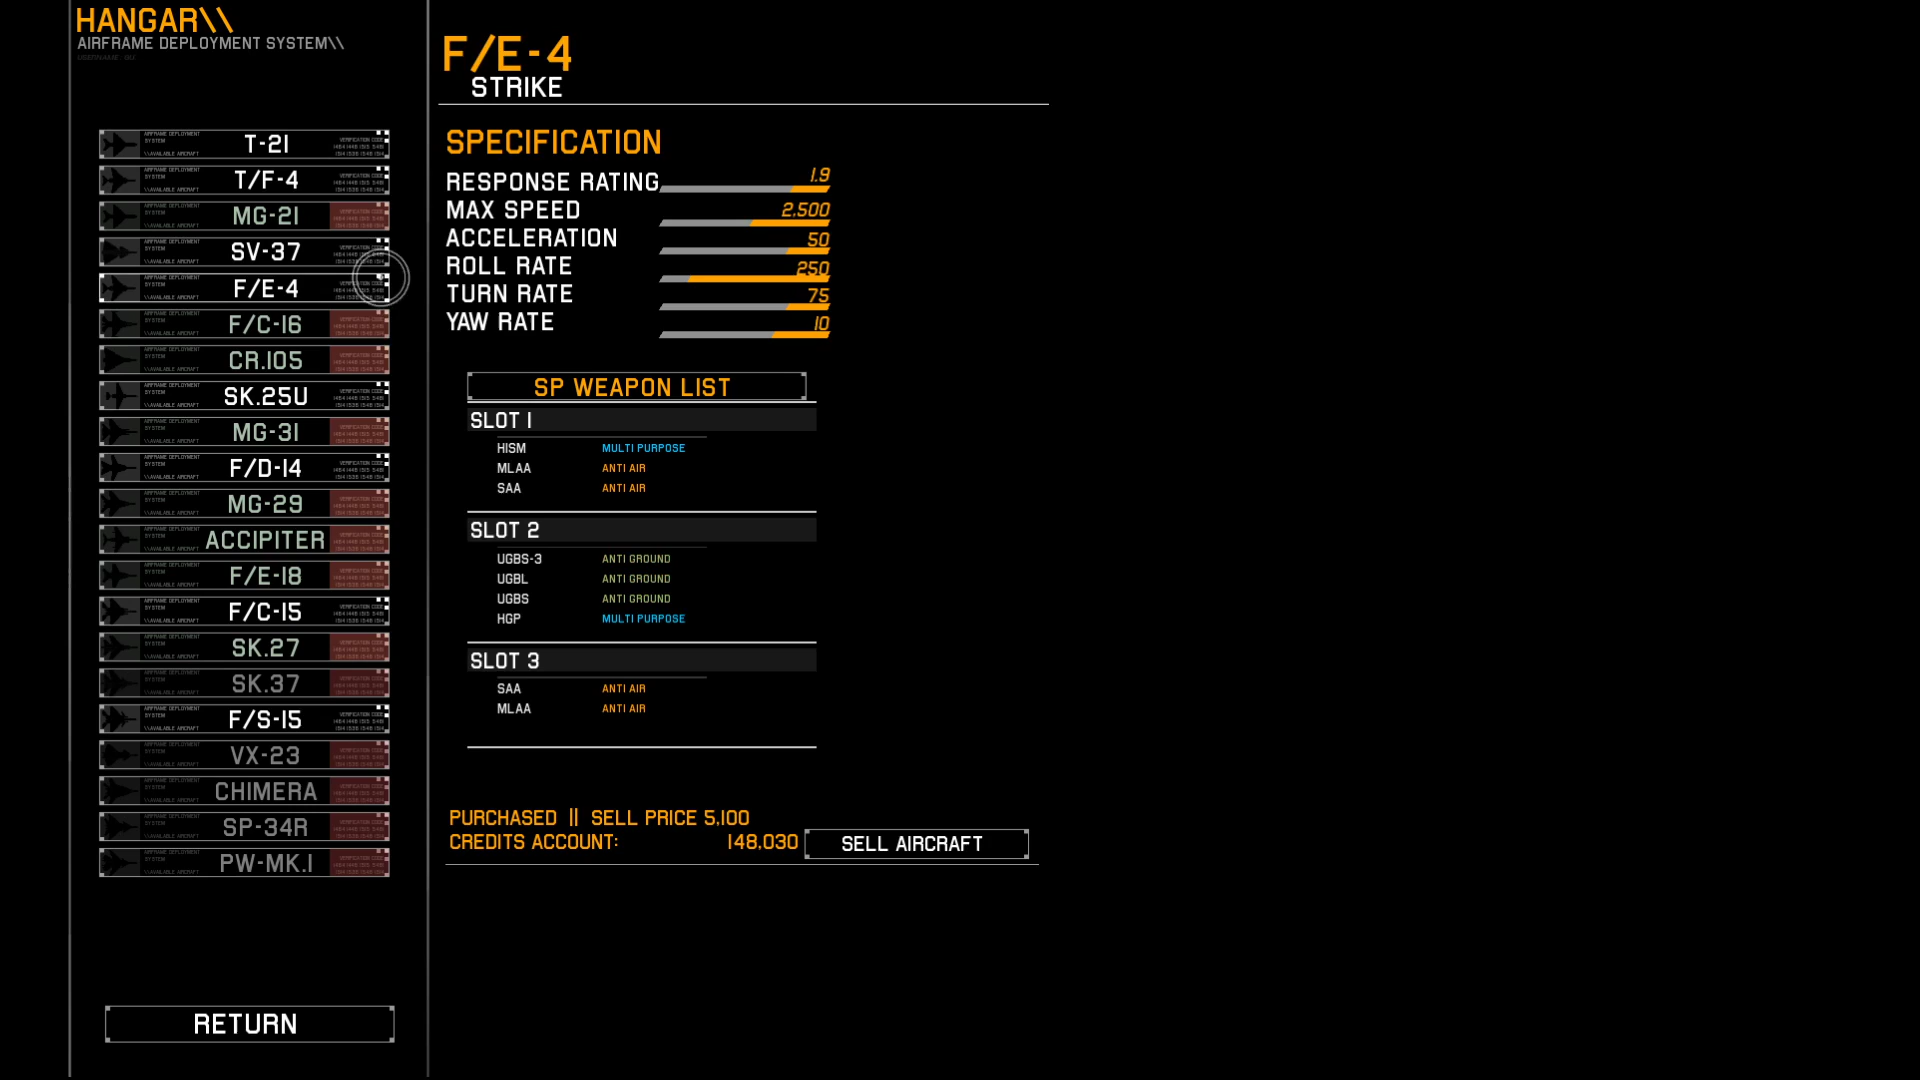 HANGAR\\
AIRFRAME DEPLOYMENT SYSTEM\\
T-21
T/F-4
MG-21
SV-37
F/E-4
F/C-16
CR.105
SK.25U
MG-31
F/D-14
MG-29
ACCIPITER
F/E-18
F/C-15
SK.27
SK.37
F/S-15
VX-23
CHIMERA
SP-34R
PW-MK.1
RETURN
F/E-4
STRIKE
SPECIFICATION
RESPONSE RATING 1.9
MAX SPEED 2,500
ACCELERATION 50
ROLL RATE 250
TURN RATE 75
YAW RATE 10
SP WEAPON LIST
SLOT 1
HISM MULTI PURPOSE
MLAA ANTI AIR
SAA ANTI AIR
SLOT 2
UGBS-3 ANTI GROUND
UGBL ANTI GROUND
UGBS ANTI GROUND
HGP MULTI PURPOSE
SLOT 3
SAA ANTI AIR
MLAA ANTI AIR
PURCHASED || SELL PRICE 5,100
CREDITS ACCOUNT: 148,030
SELL AIRCRAFT